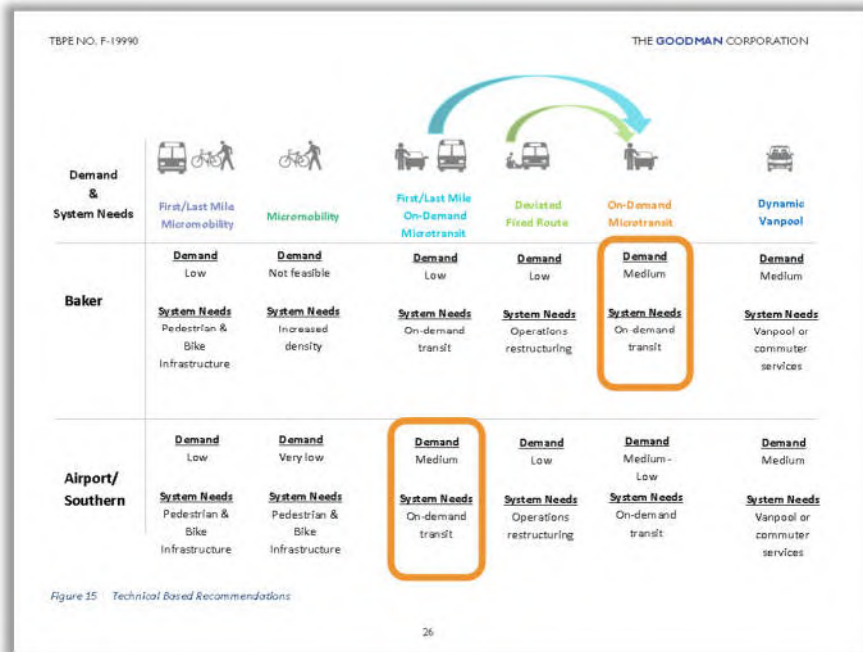 TBPE NO. F-19990
THE GOODMAN CORPORATION
Demand
&
System Needs
First/Last Mile
Micromobility
Micromobility
First/Last Mile
On-Demand
Microtransit
Deviated
Fixed Route
On-Demand
Microtransit
Dynamic
Vanpool
Baker
Demand
Low
System Needs
Pedestrian &
Bike
Infrastructure
Demand
Not feasible
System Needs
Increased
density
Demand
Low
System Needs
On-demand
transit
Demand
Low
System Needs
Operations
restructuring
Demand
Medium
System Needs
On-demand
transit
Demand
Medium
System Needs
Vanpool or
commuter
services
Airport/
Southern
Demand
Low
System Needs
Pedestrian &
Bike
Infrastructure
Demand
Very low
System Needs
Pedestrian &
Bike
Infrastructure
Demand
Medium
System Needs
On-demand
transit
Demand
Low
System Needs
Operations
restructuring
Demand
Medium -
Low
System Needs
On-demand
transit
Demand
Medium
System Needs
Vanpool or
commuter
services
Figure 15 Technical Based Recommendations
26